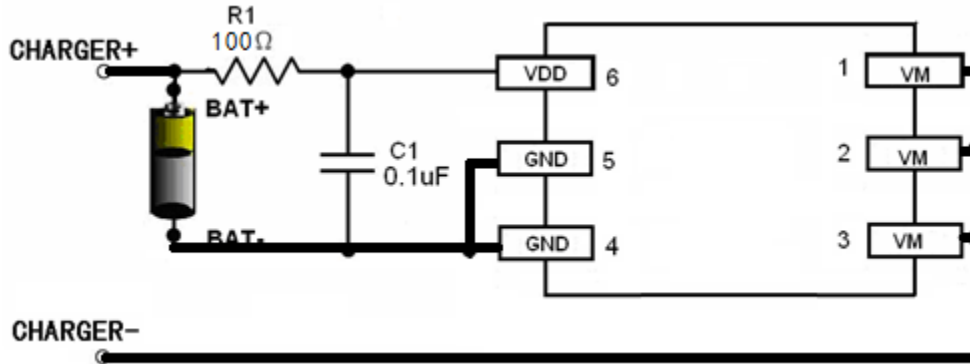 R1
100Ω
CHARGER+
BAT+
VDD
6
1
VM
C1
0.1uF
GND
5
2
VM
BAT-
GND
4
3
VM
CHARGER-